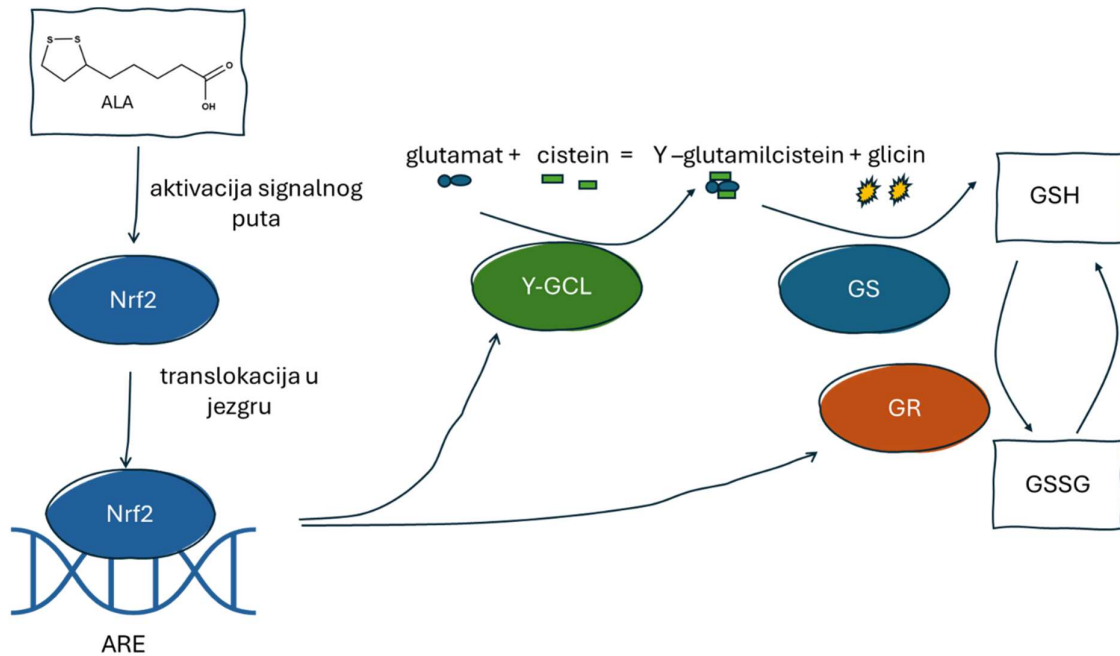 S S
O
OH
ALA
aktivacija signalnog
puta
Nrf2
translokacija u
jezgru
Nrf2
ARE
glutamat + cistein = Y –glutamilcistein + glicin
Y-GCL
GS
GR
GSH
GSSG